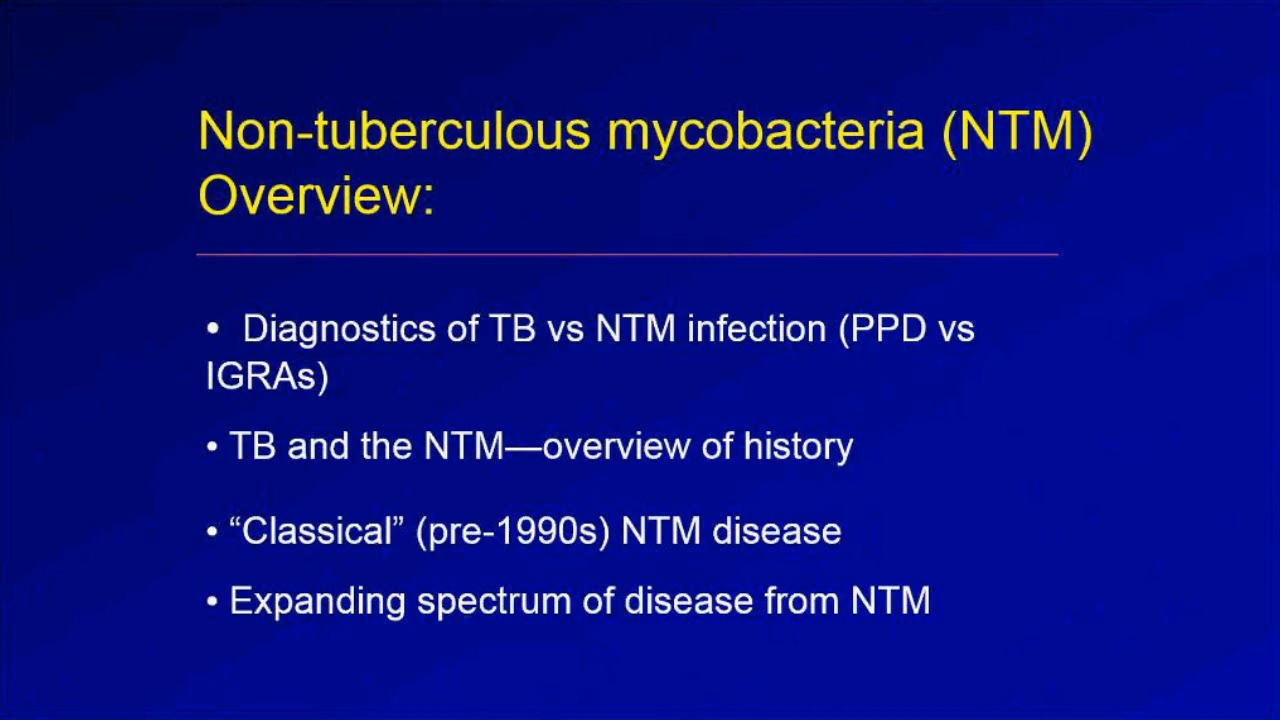 Non-tuberculous mycobacteria (NTM)
Overview:
• Diagnostics of TB vs NTM infection (PPD vs
IGRAs)
• TB and the NTM—overview of history
• “Classical” (pre-1990s) NTM disease
• Expanding spectrum of disease from NTM